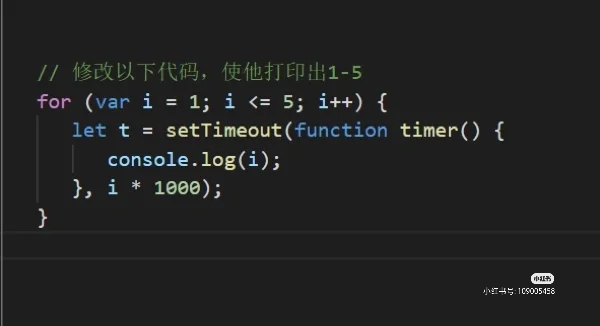 // 修改以下代码，使他打印出1-5
for (var i = 1; i <= 5; i++) {
let t = setTimeout(function timer() {
console.log(i);
}, i * 1000);
}
小红书
小红书号: 109005458